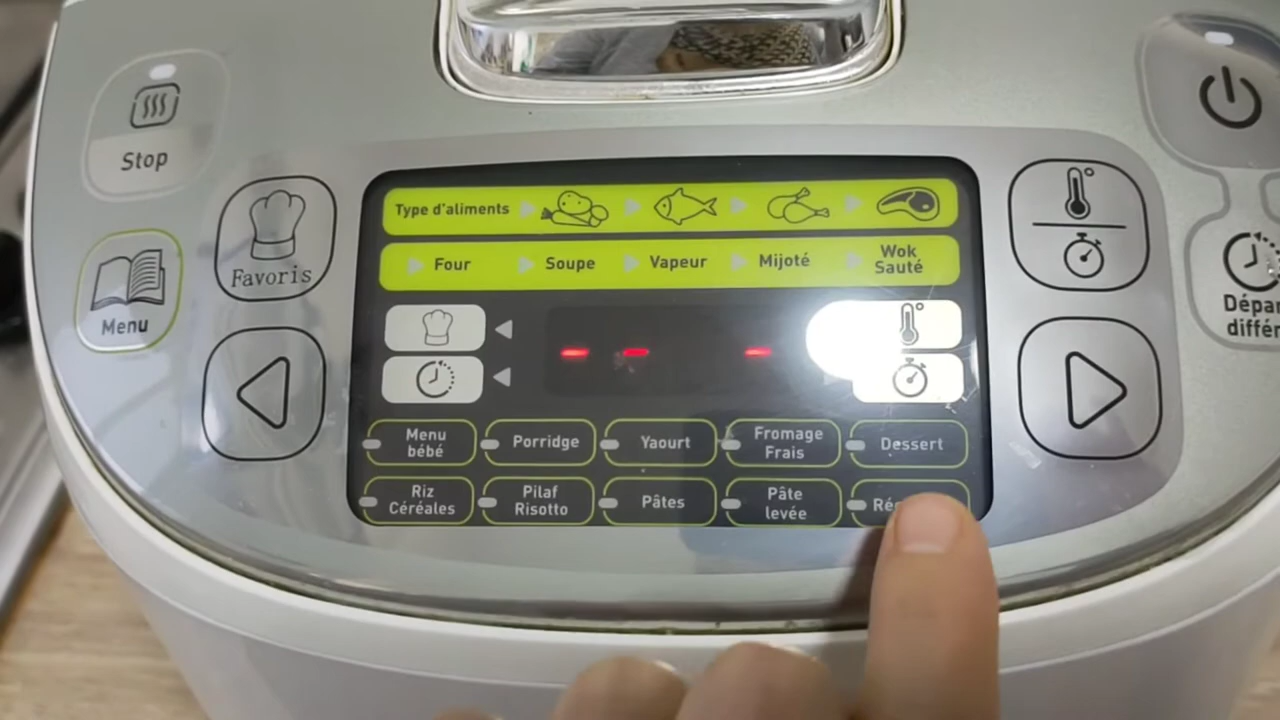 Stop
Favoris
Menu
Type d'aliments
Four
Soupe
Vapeur
Mijoté
Wok
Sauté
Menu
bébé
Porridge
Yaourt
Fromage
Frais
Dessert
Riz
Céréales
Pilaf
Risotto
Pâtes
Pâte
levée